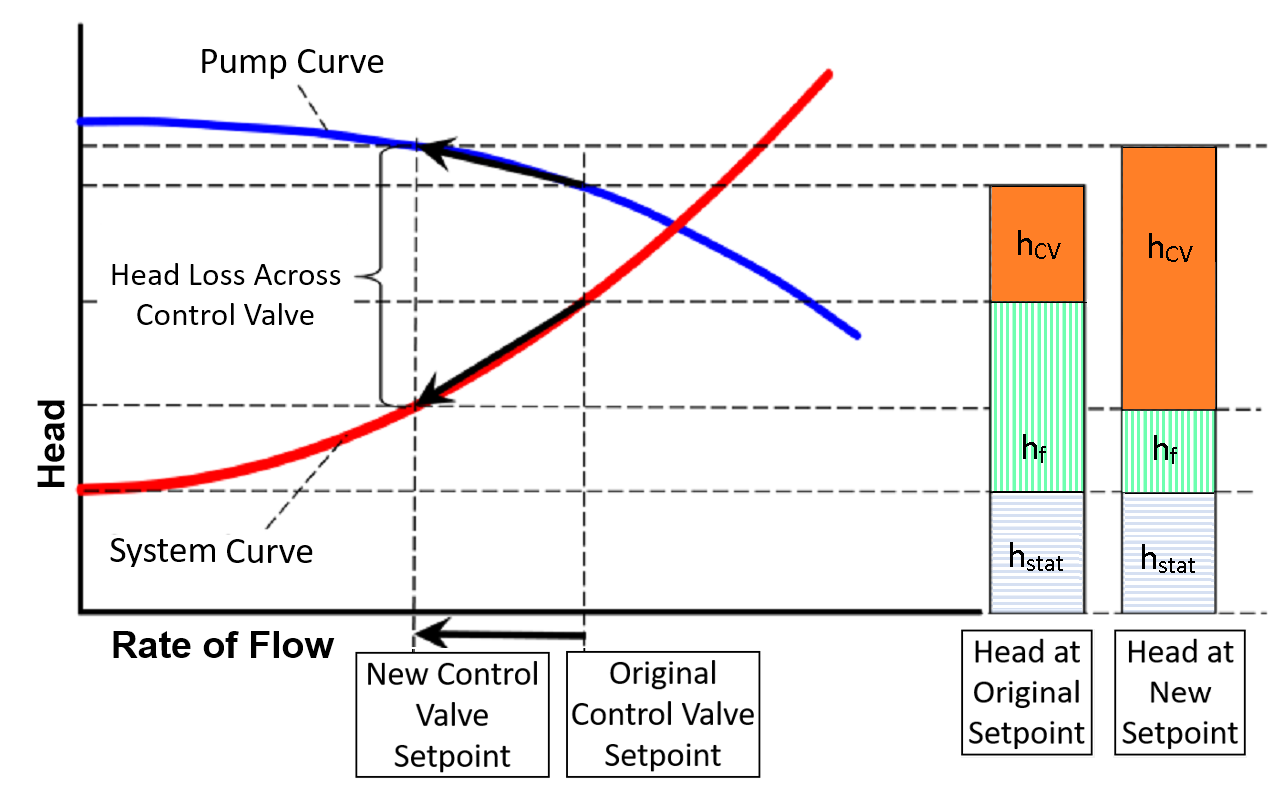 Pump Curve
Head Loss Across
Control Valve
Head
System Curve
Rate of Flow
New Control
Valve
Setpoint
Original
Control Valve
Setpoint
hCV
hf
hstat
hCV
hf
hstat
Head at
Original
Setpoint
Head at
New
Setpoint